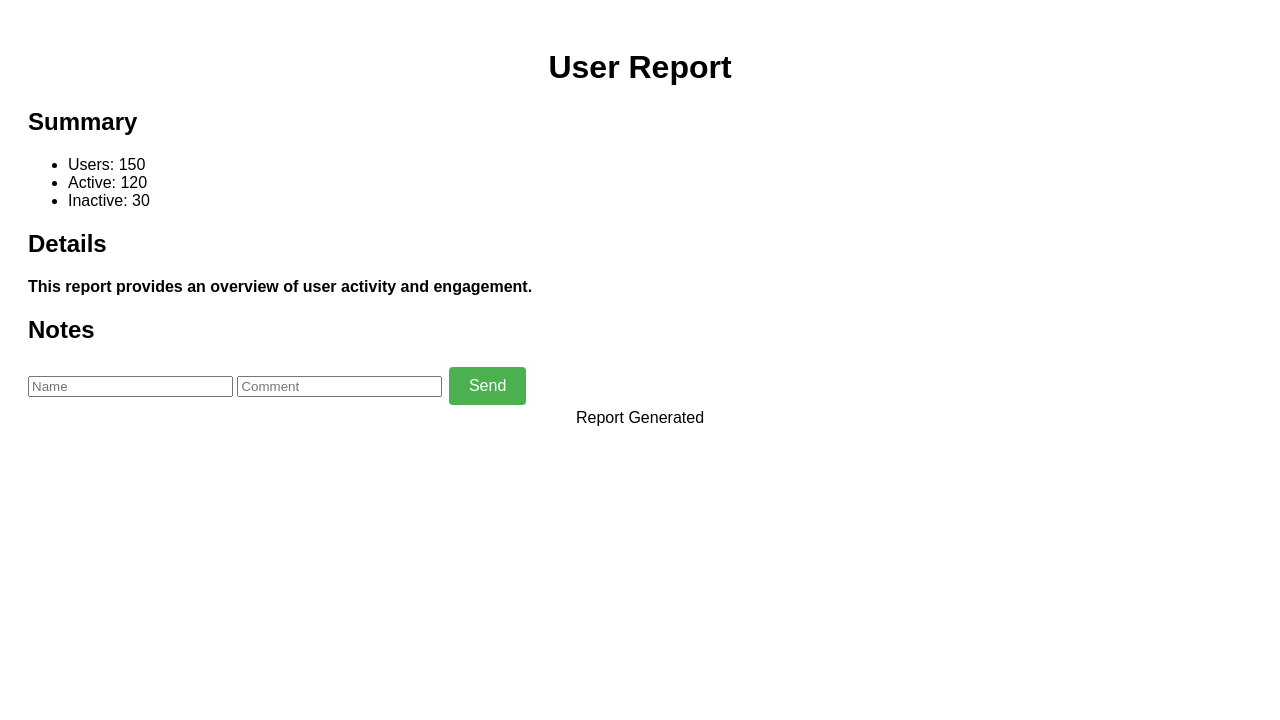 User Report
Summary
Users: 150
Active: 120
Inactive: 30
Details
This report provides an overview of user activity and engagement.
Notes
Name Comment Send
Report Generated